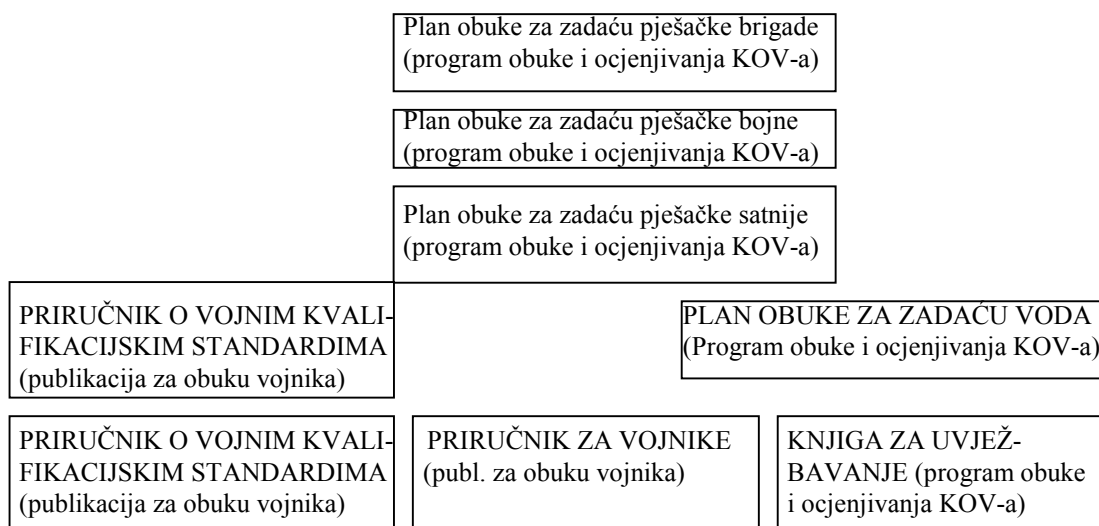 Plan obuke za zadaću pješačke brigade
(program obuke i ocjenjivanja KOV-a)
Plan obuke za zadaću pješačke bojne
(program obuke i ocjenjivanja KOV-a)
Plan obuke za zadaću pješačke satnije
(program obuke i ocjenjivanja KOV-a)
PRIRUČNIK O VOJNIM KVALI-
FIKACIJSKIM STANDARDIMA
(publikacija za obuku vojnika)
PLAN OBUKE ZA ZADAĆU VODA
(Program obuke i ocjenjivanja KOV-a)
PRIRUČNIK O VOJNIM KVALI-
FIKACIJSKIM STANDARDIMA
(publikacija za obuku vojnika)
PRIRUČNIK ZA VOJNIKE
(publ. za obuku vojnika)
KNJIGA ZA UVJEŽ-
BAVANJE (program obuke
i ocjenjivanja KOV-a)